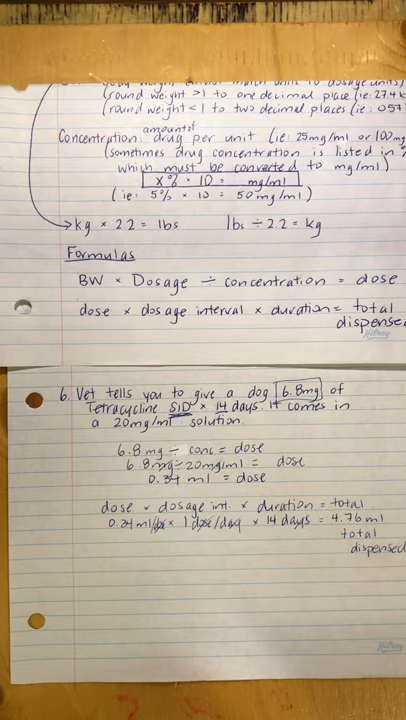 (round weight >1 to one decimal place (ie: 27.4 k
(round weight <1 to two decimal places (ie: 0.57
amount of
Concentration: drug per unit (ie: 25mg/ml or 100mg
(sometimes drug concentration is listed in %
which must be converted to mg/ml)
x% · 10 = mg/ml
(ie: 5% × 10 = 50mg/ml)
kg × 2.2 = lbs lbs ÷ 2.2 = kg
Formulas
BW × Dosage ÷ concentration = dose
dose × dosage interval × duration = total
dispensed
Hilroy
6. Vet tells you to give a dog 6.8mg of
Tetracycline SID × 14 days. It comes in
a 20mg/ml solution.
6.8mg ÷ conc = dose
6.8mg ÷ 20mg/ml = dose
0.34 ml = dose
dose × dosage int. × duration = total
0.34 ml/dose × 1 dose/day × 14 days = 4.76 ml
total
dispensed
Hilroy